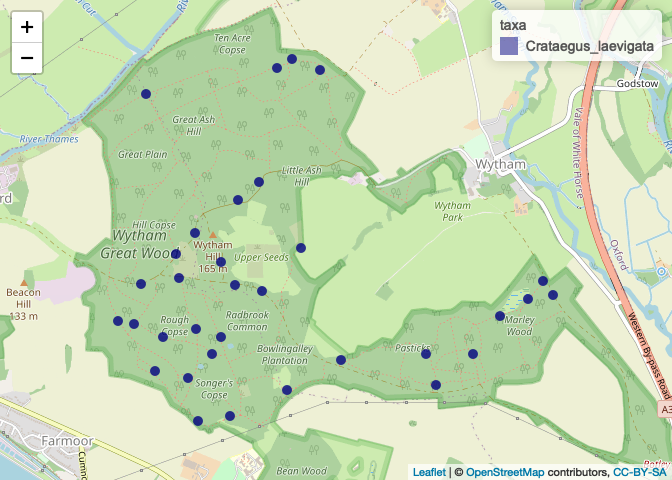 +
−
taxa
Crataegus_laevigata
Ten Acre
Copse
Godstow
River Thames
Great Ash
Hill
Great Plain
Little Ash
Hill
Wytham
Vale of White Horse
Wytham
Park
Hill Copse
Wytham
Great Wood
Wytham
Hill
165 m
Upper Seeds
Oxford
Beacon
Hill
133 m
Radbrook
Common
Rough
Copse
Marley
Wood
Western By-pass Road
Bowlingalley
Plantation
Pasticks
Songer's
Copse
Farmoor
Bean Wood
Leaflet | © OpenStreetMap contributors, CC-BY-SA